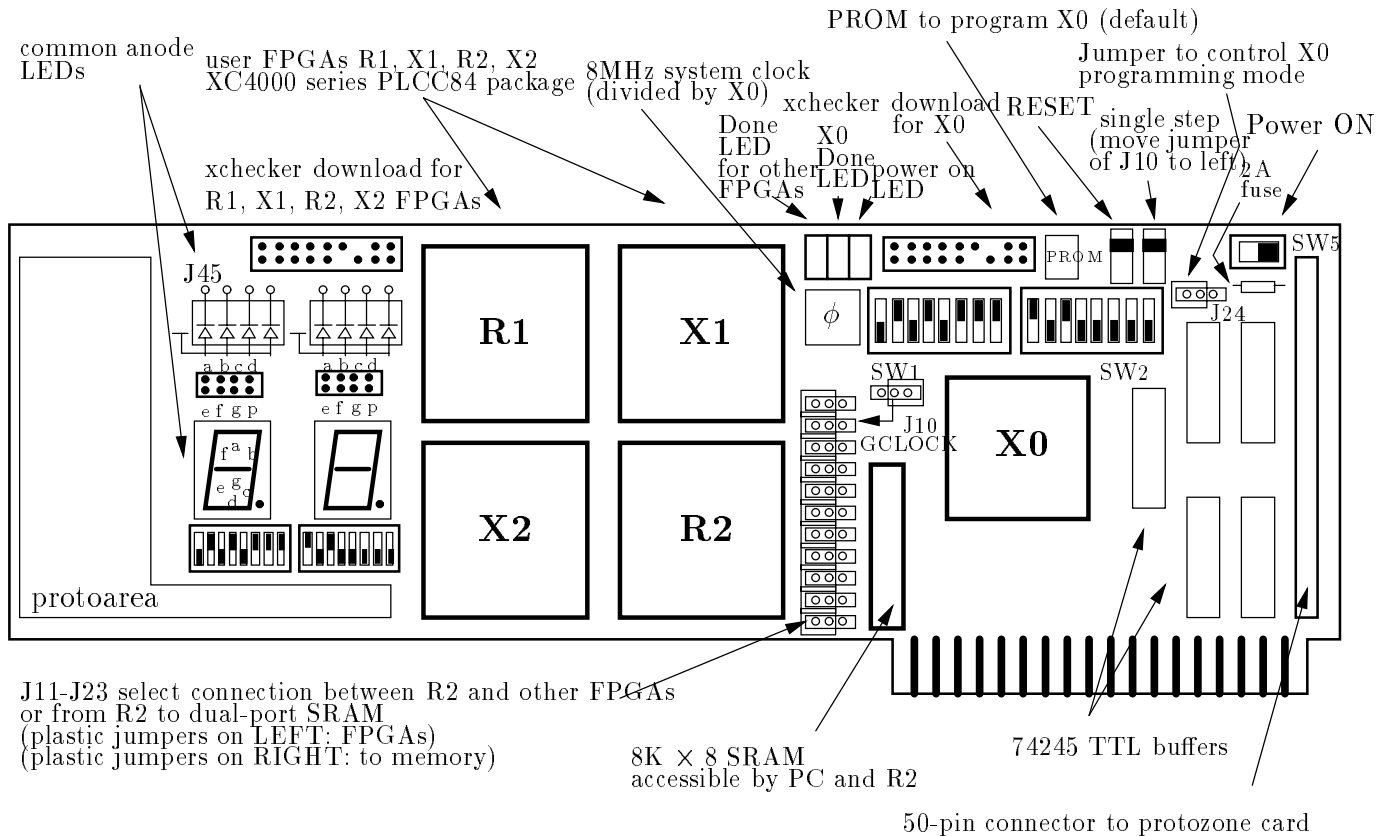 PROM to program X0 (default)
common anode
LEDs
user FPGAs R1, X1, R2, X2
XC4000 series PLCC84 package
8MHz system clock
(divided by X0)
Jumper to control X0
programming mode
xchecker download
for X0
RESET
Done
LED
for other
FPGAs
X0
Done
LED
power on
LED
single step
(move jumper
of J10 to left)
Power ON
2A
fuse
xchecker download for
R1, X1, R2, X2 FPGAs
J45
PROM
SW5
J24
R1
X1
ϕ
a b c d
a b c d
SW1
SW2
e f g p
e f g p
J10
GCLOCK
X0
f a b
e g c
d
X2
R2
protoarea
J11-J23 select connection between R2 and other FPGAs
or from R2 to dual-port SRAM
(plastic jumpers on LEFT: FPGAs)
(plastic jumpers on RIGHT: to memory)
8K × 8 SRAM
accessible by PC and R2
74245 TTL buffers
50-pin connector to protozone card